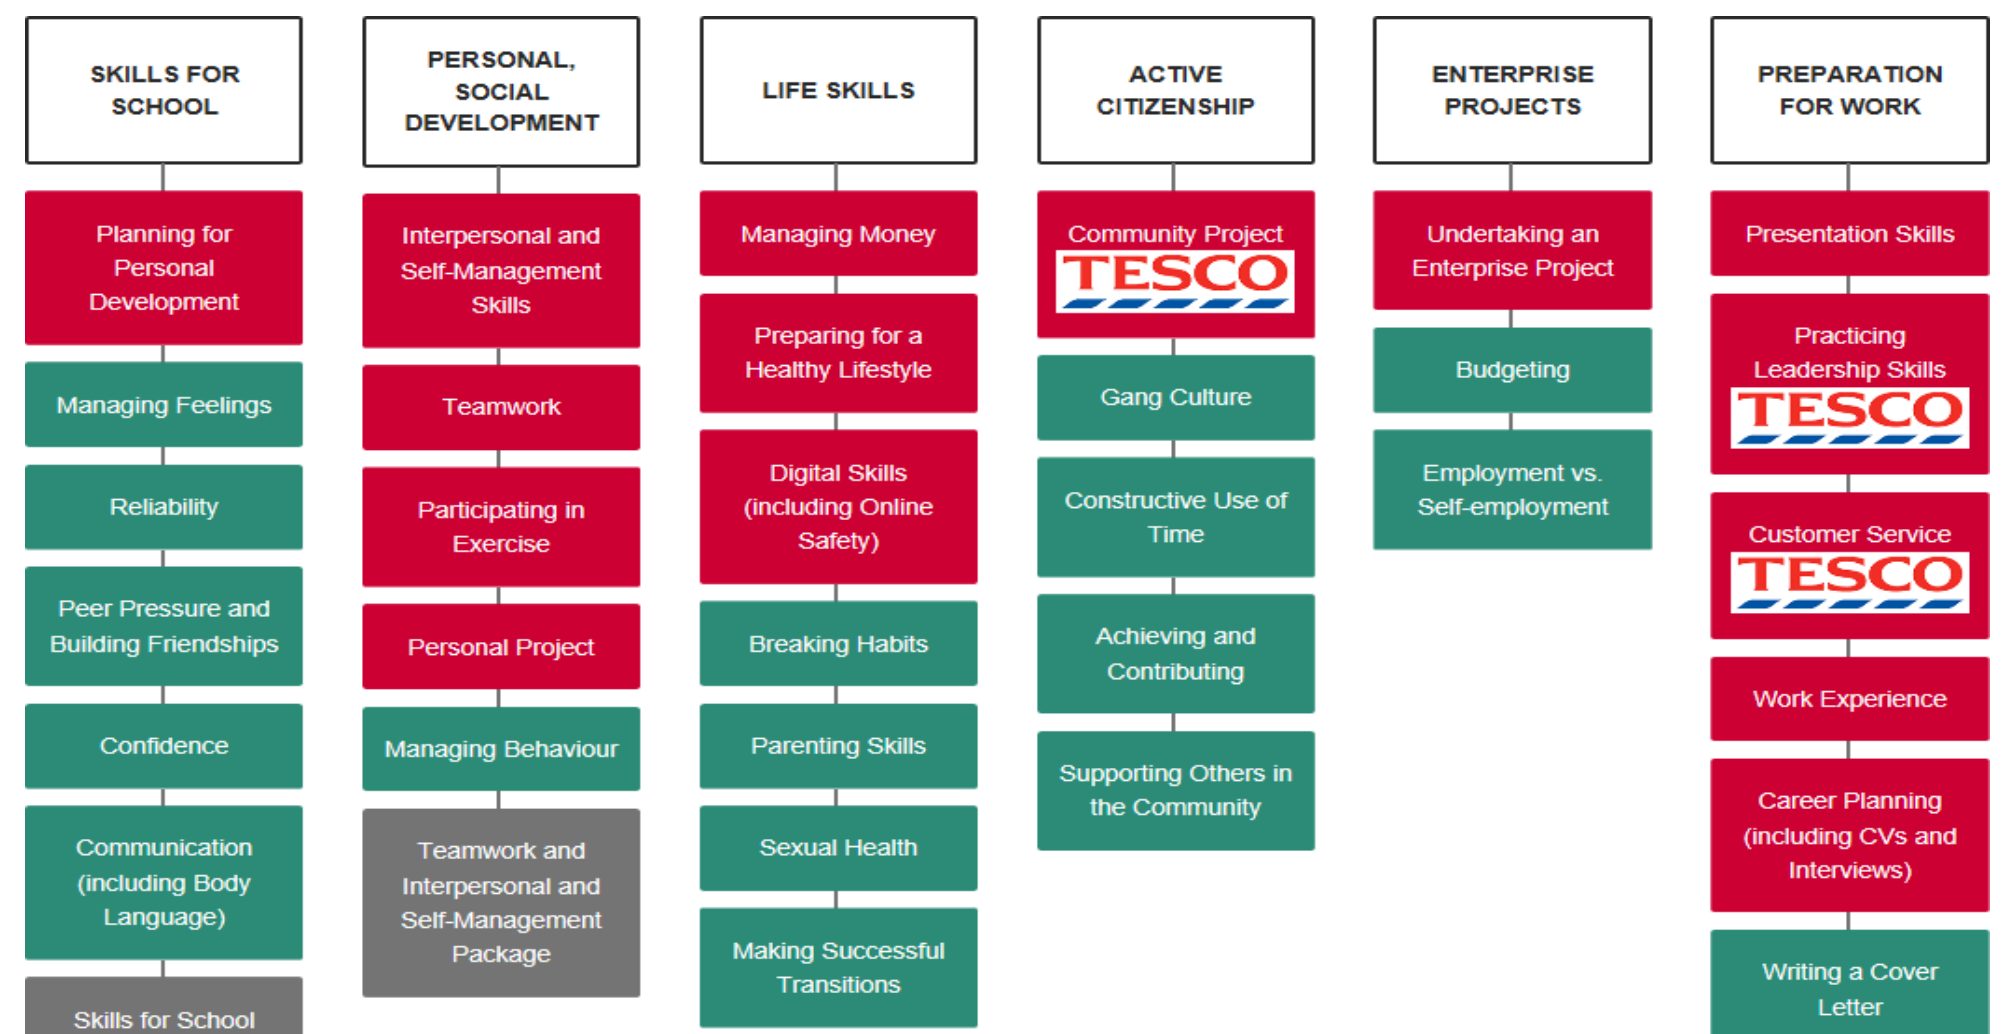 SKILLS FOR
SCHOOL
Planning for
Personal
Development
Managing Feelings
Reliability
Peer Pressure and
Building Friendships
Confidence
Communication
(including Body
Language)
Skills for School
PERSONAL,
SOCIAL
DEVELOPMENT
Interpersonal and
Self-Management
Skills
Teamwork
Participating in
Exercise
Personal Project
Managing Behaviour
Teamwork and
Interpersonal and
Self-Management
Package
LIFE SKILLS
Managing Money
Preparing for a
Healthy Lifestyle
Digital Skills
(including Online
Safety)
Breaking Habits
Parenting Skills
Sexual Health
Making Successful
Transitions
ACTIVE
CITIZENSHIP
Community Project
TESCO
Gang Culture
Constructive Use of
Time
Achieving and
Contributing
Supporting Others in
the Community
ENTERPRISE
PROJECTS
Undertaking an
Enterprise Project
Budgeting
Employment vs.
Self-employment
PREPARATION
FOR WORK
Presentation Skills
Practicing
Leadership Skills
TESCO
Customer Service
TESCO
Work Experience
Career Planning
(including CVs and
Interviews)
Writing a Cover
Letter